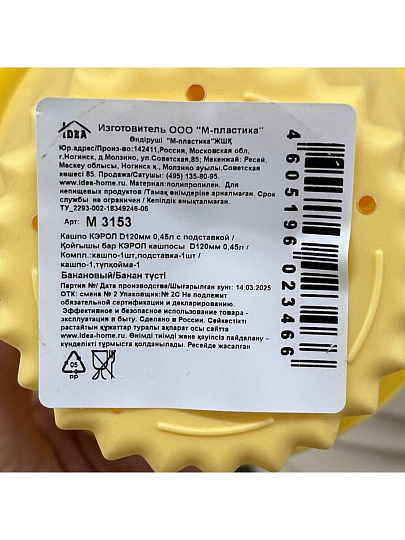 IDEA
Изготовитель ООО "М-пластика"
Өндіруші "М-пластика"ЖШҚ
Юр.адрес/Произ-во:142411,Россия, Московская обл,
г.Ногинск, д.Молзино, ул.Советская,85; Мекенжай: Ресей,
Мәскеу облысы, Ногинск қ., Молзино ауылы,Советская
көшесі 85. Продажа/Сатушы: (495) 135-80-95.
www.idea-home.ru. Материал:полипропилен. Для
непищевых продуктов /Тамақ өнімдеріне арналмаған. Срок
службы не ограничен / Кепілдік анықталмаған.
ТУ_2293-002-18349246-06
Арт: М 3153
Кашпо КЭРОЛ D120мм 0,45л с подставкой /
Қойғышы бар КЭРОЛ кашпосы D120мм 0,45л /
Компл.:кашпо-1шт,подставка-1шт /
кашпо-1,түпқойма-1
Банановый/Банан түсті
Партия №/ Дата производства/Шығарылған күні: 14.03.2025
ОТК: смена № 2 Упаковщик:№ 2С Не подлежит
обязательной сертификации и декларированию.
Эффективное и безопасное использование товара -
эксплуатация в быту. Сделано в России. Сәйкестікті
растайтын құжаттар туралы ақпарат осы сайтта
www.idea-home.ru. Өнімді тиімді және қауіпсіз пайдалану –
күнделікті тұрмыста қолданылады. Ресейде жасалған
05
PP
4 605196 023466